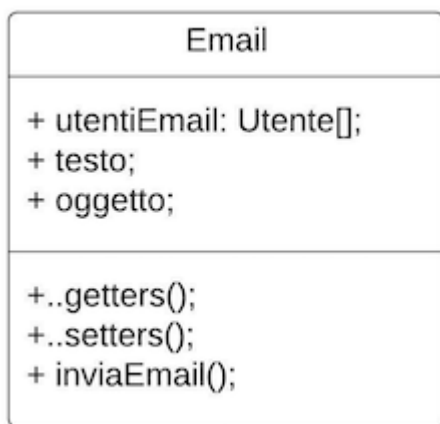 Email
+ utentiEmail: Utente[];
+ testo;
+ oggetto;
+..getters();
+..setters();
+ inviaEmail();